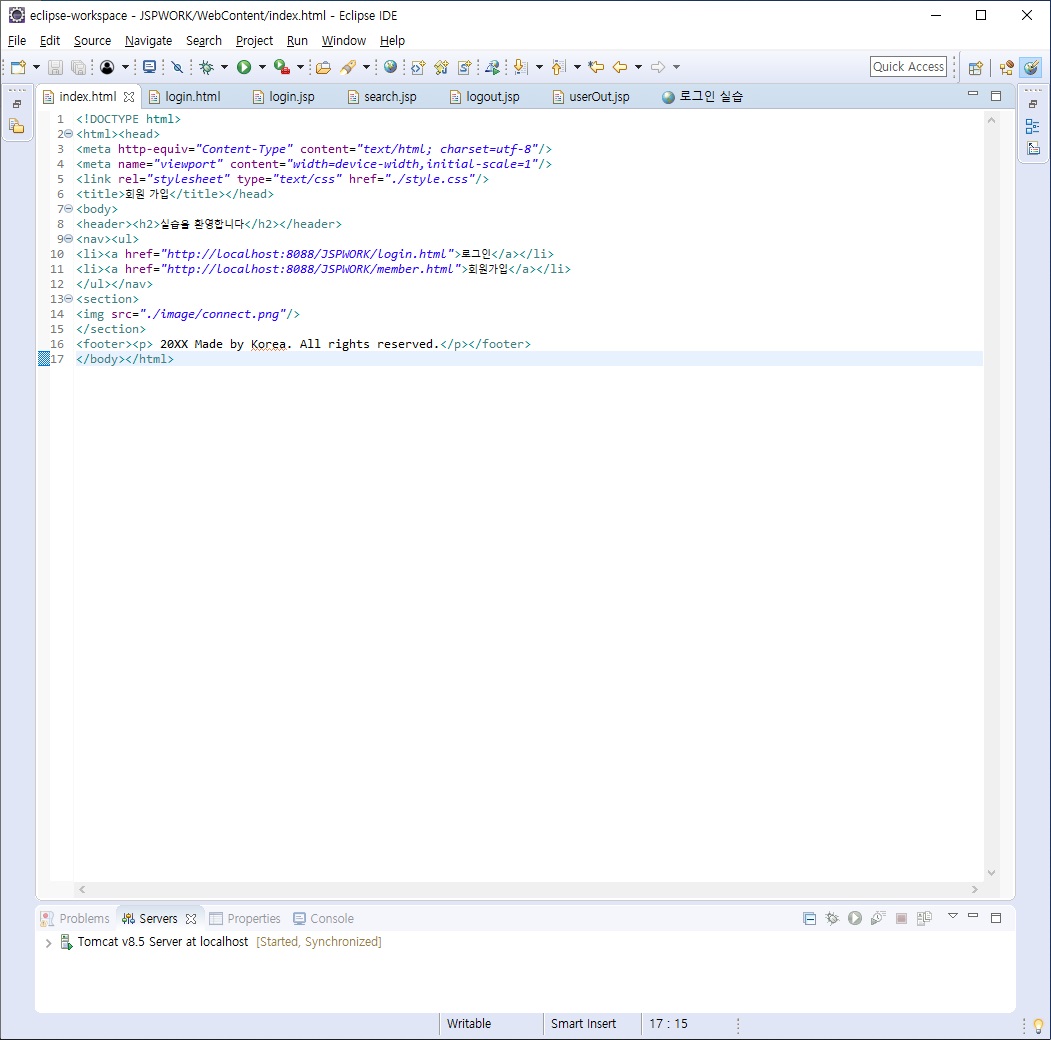 eclipse-workspace - JSPWORK/WebContent/index.html - Eclipse IDE
File Edit Source Navigate Search Project Run Window Help
Quick Access
index.html login.html login.jsp search.jsp logout.jsp userOut.jsp 로그인 실습
1 <!DOCTYPE html>
2 <html><head>
3 <meta http-equiv="Content-Type" content="text/html; charset=utf-8"/>
4 <meta name="viewport" content="width=device-width,initial-scale=1"/>
5 <link rel="stylesheet" type="text/css" href="./style.css"/>
6 <title>회원 가입</title></head>
7 <body>
8 <header><h2>실습을 환영합니다</h2></header>
9 <nav><ul>
10 <li><a href="http://localhost:8088/JSPWORK/login.html">로그인</a></li>
11 <li><a href="http://localhost:8088/JSPWORK/member.html">회원가입</a></li>
12 </ul></nav>
13 <section>
14 <img src="./image/connect.png"/>
15 </section>
16 <footer><p> 20XX Made by Korea. All rights reserved.</p></footer>
17 </body></html>
Problems Servers Properties Console
Tomcat v8.5 Server at localhost [Started, Synchronized]
Writable Smart Insert 17 : 15